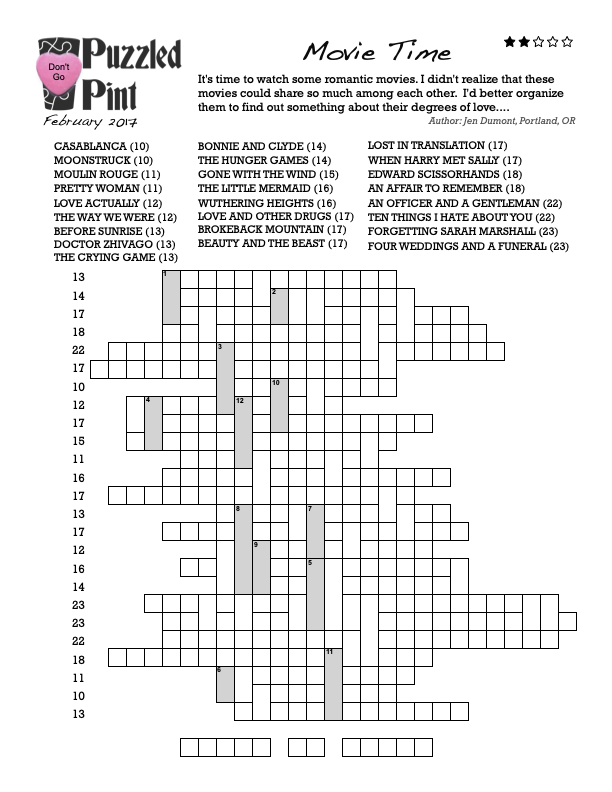 Puzzled
Pint
Don't
Go
February 2017
Movie Time
It's time to watch some romantic movies. I didn't realize that these
movies could share so much among each other. I'd better organize
them to find out something about their degrees of love....
Author: Jen Dumont, Portland, OR
CASABLANCA (10)
MOONSTRUCK (10)
MOULIN ROUGE (11)
PRETTY WOMAN (11)
LOVE ACTUALLY (12)
THE WAY WE WERE (12)
BEFORE SUNRISE (13)
DOCTOR ZHIVAGO (13)
THE CRYING GAME (13)
BONNIE AND CLYDE (14)
THE HUNGER GAMES (14)
GONE WITH THE WIND (15)
THE LITTLE MERMAID (16)
WUTHERING HEIGHTS (16)
LOVE AND OTHER DRUGS (17)
BROKEBACK MOUNTAIN (17)
BEAUTY AND THE BEAST (17)
LOST IN TRANSLATION (17)
WHEN HARRY MET SALLY (17)
EDWARD SCISSORHANDS (18)
AN AFFAIR TO REMEMBER (18)
AN OFFICER AND A GENTLEMAN (22)
TEN THINGS I HATE ABOUT YOU (22)
FORGETTING SARAH MARSHALL (23)
FOUR WEDDINGS AND A FUNERAL (23)
13 1
14 2
17
18
22 3
17
10 10
12 4 12
17
15
11
16
17
13 8 7
17
12 9
16 5
14
23
23
22
18 11
11 6
10
13